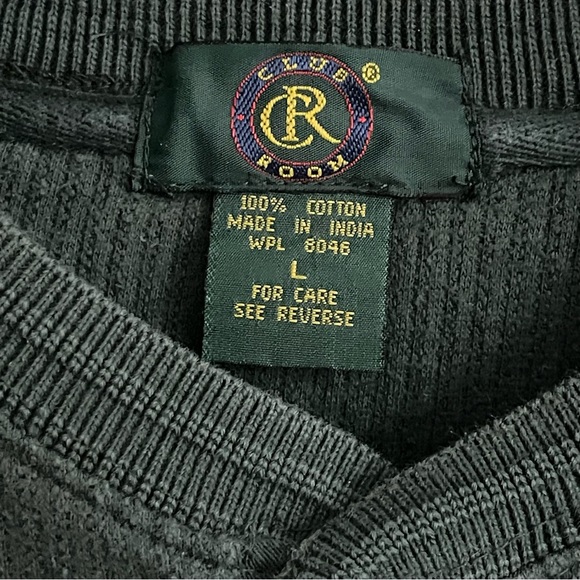 CLUB ®
CR
ROOM
100% COTTON
MADE IN INDIA
WPL 8046
L
FOR CARE
SEE REVERSE